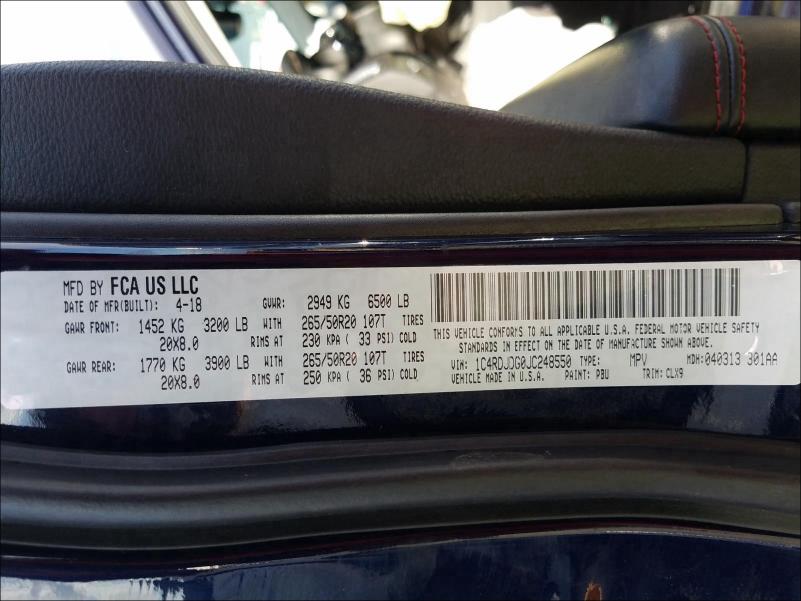 MFD BY FCA US LLC
DATE OF MFR(BUILT): 4-18 GVWR: 2949 KG 6500 LB
GAWR FRONT: 1452 KG 3200 LB WITH 265/50R20 107T TIRES
20X8.0 RIMS AT 230 KPA ( 33 PSI) COLD
GAWR REAR: 1770 KG 3900 LB WITH 265/50R20 107T TIRES
20X8.0 RIMS AT 250 KPA ( 36 PSI) COLD
THIS VEHICLE CONFORMS TO ALL APPLICABLE U.S.A. FEDERAL MOTOR VEHICLE SAFETY
STANDARDS IN EFFECT ON THE DATE OF MANUFACTURE SHOWN ABOVE.
VIN: 1C4RDJDG0JC248550 TYPE: MPV MDH: 040313 301AA
VEHICLE MADE IN U.S.A. PAINT: PBU TRIM: CLX9